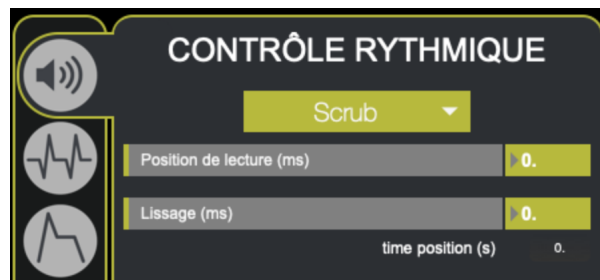 CONTRÔLE RYTHMIQUE
Scrub
Position de lecture (ms) 0.
Lissage (ms) 0.
time position (s) 0.